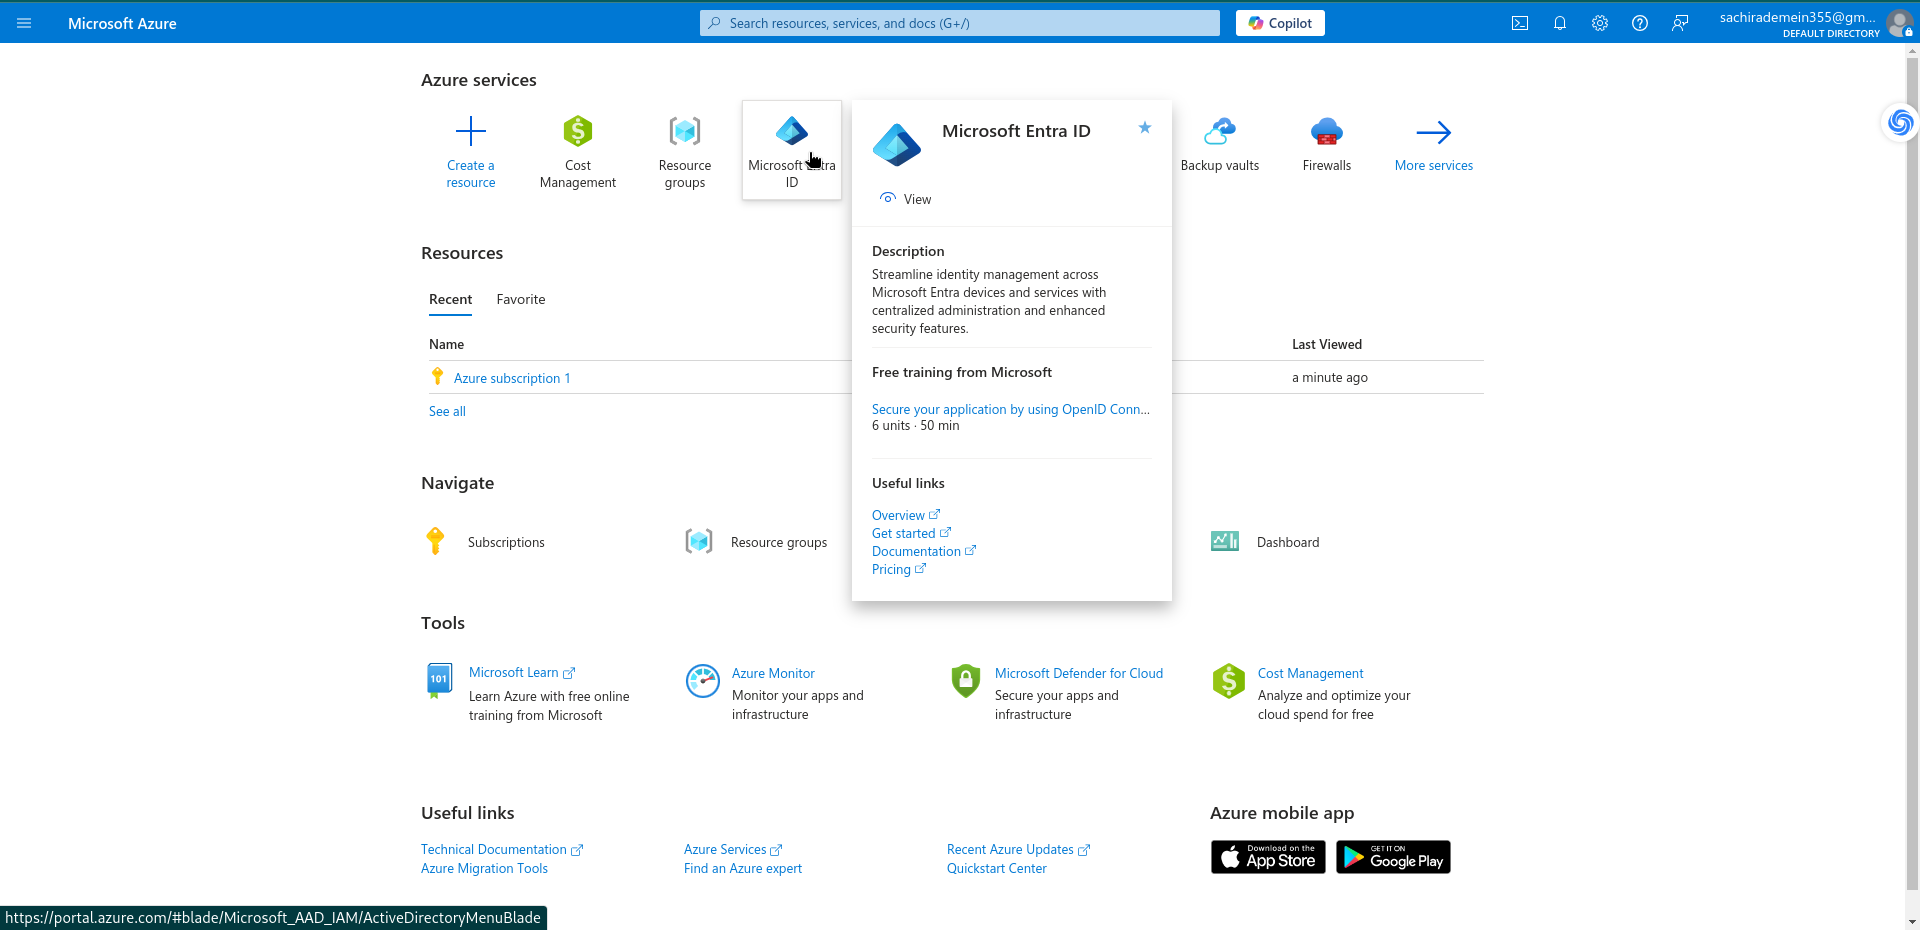 Microsoft Azure
Search resources, services, and docs (G+/)
Copilot
sachirademein355@gm...
DEFAULT DIRECTORY
Azure services
Create a
resource
Cost
Management
Resource
groups
Microsoft
ID
Microsoft Entra ID
View
Backup vaults
Firewalls
More services
Description
Streamline identity management across
Microsoft Entra devices and services with
centralized administration and enhanced
security features.
Free training from Microsoft
Secure your application by using OpenID Conn...
6 units · 50 min
Useful links
Overview
Get started
Documentation
Pricing
Resources
Recent
Favorite
Name
Last Viewed
Azure subscription 1
a minute ago
See all
Navigate
Subscriptions
Resource groups
Dashboard
Tools
101
Microsoft Learn
Learn Azure with free online
training from Microsoft
Azure Monitor
Monitor your apps and
infrastructure
Microsoft Defender for Cloud
Secure your apps and
infrastructure
Cost Management
Analyze and optimize your
cloud spend for free
Useful links
Technical Documentation
Azure Migration Tools
Azure Services
Find an Azure expert
Recent Azure Updates
Quickstart Center
Azure mobile app
Download on the
App Store
GET IT ON
Google Play
https://portal.azure.com/#blade/Microsoft_AAD_IAM/ActiveDirectoryMenuBlade